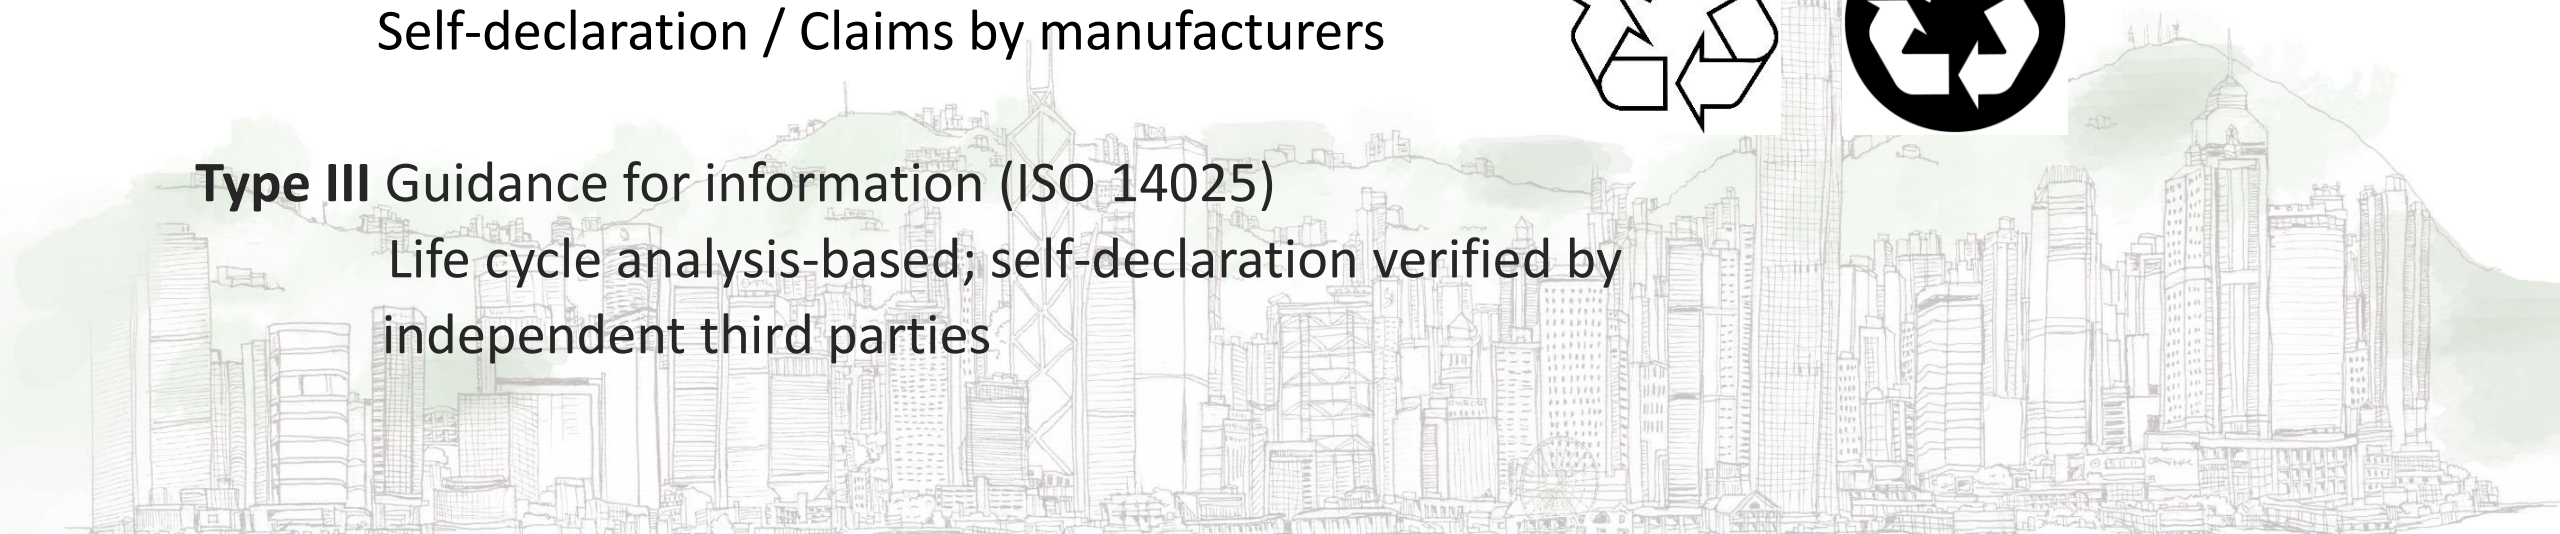 Self-declaration / Claims by manufacturers
Type III Guidance for information (ISO 14025)
Life cycle analysis-based; self-declaration verified by
independent third parties